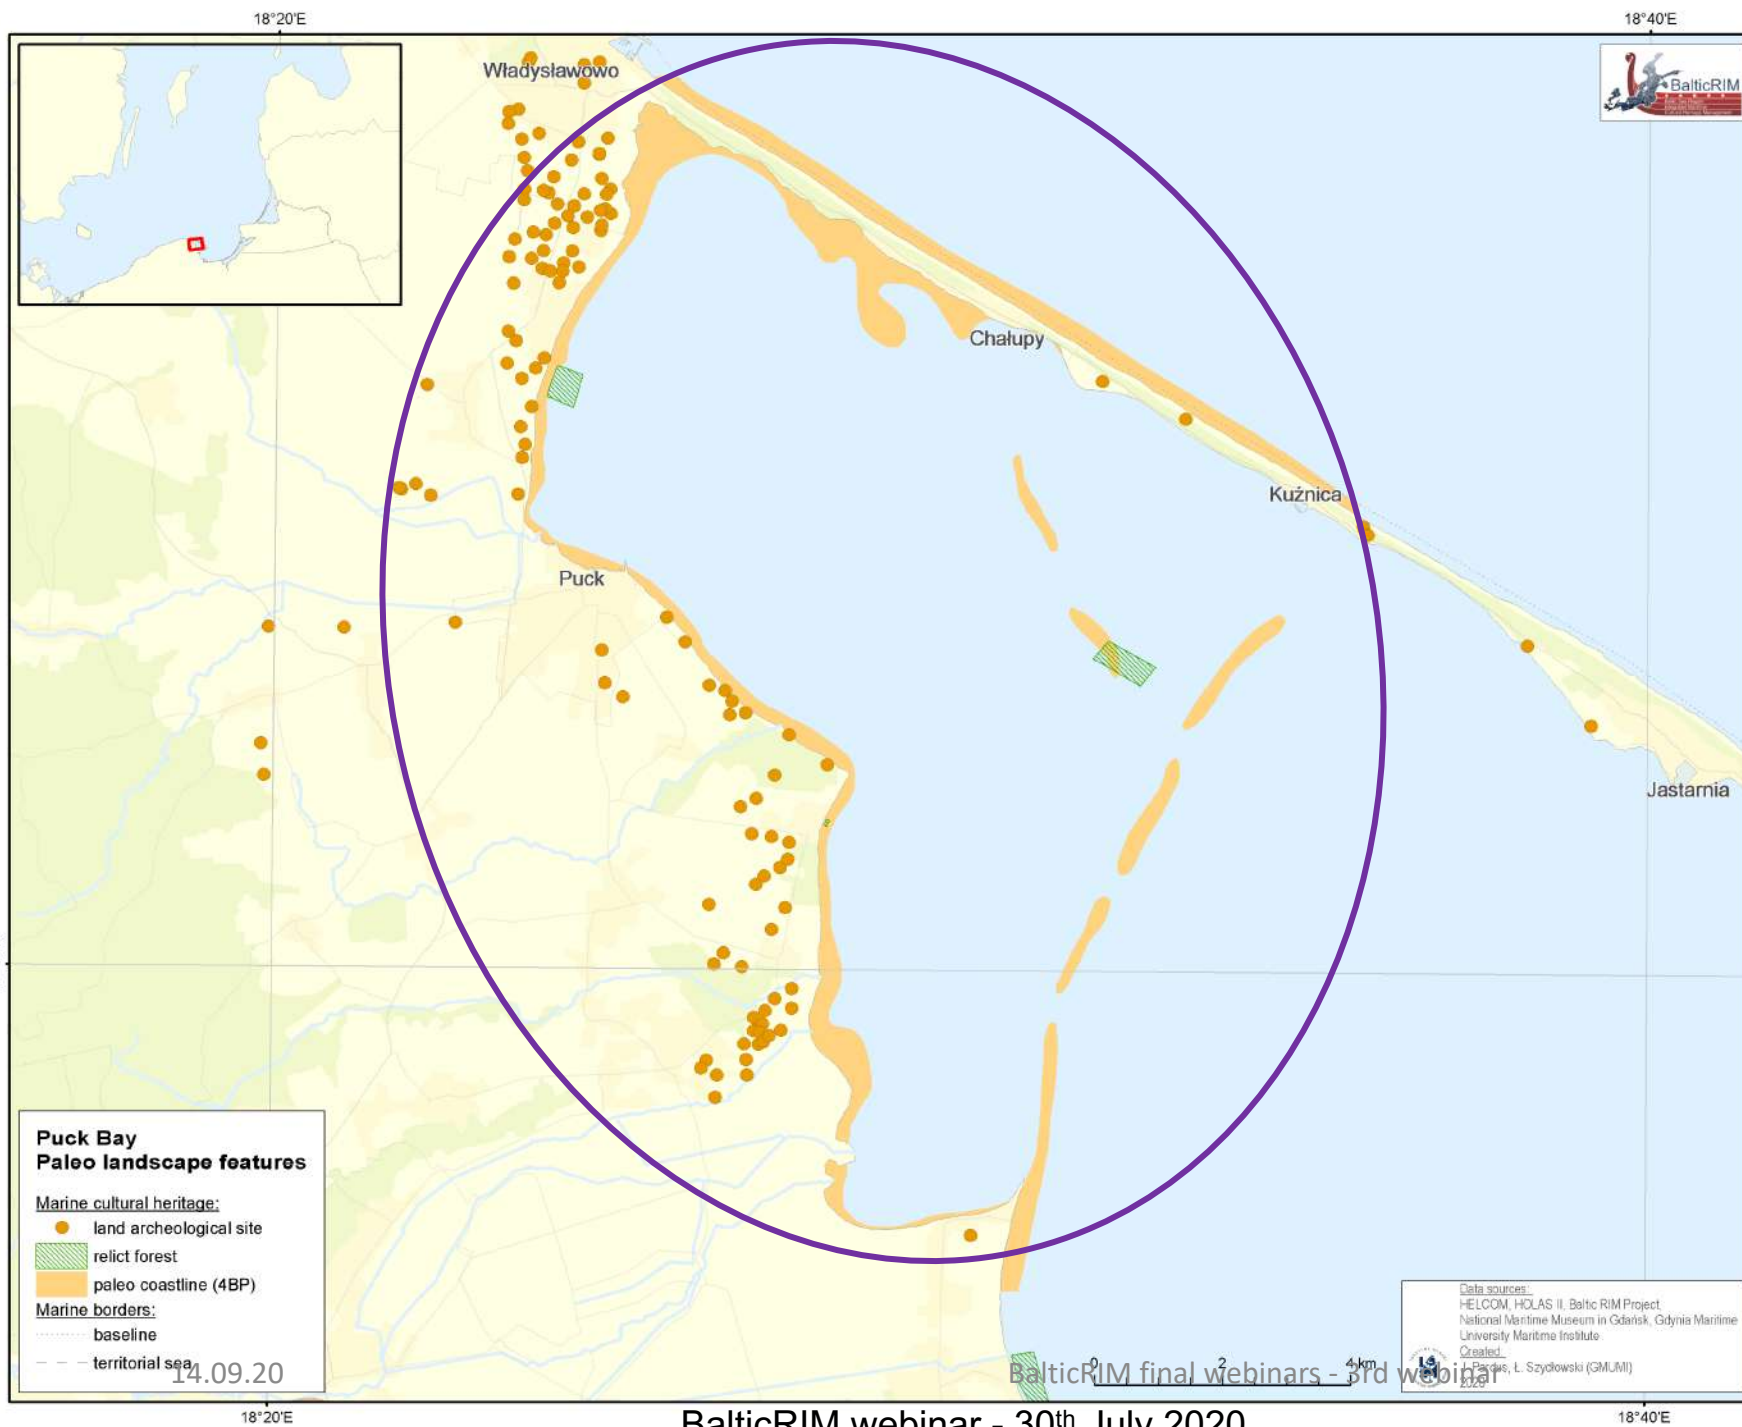 18°20'E
18°40'E
Władysławowo
BalticRIM
Chałupy
Kuźnica
Puck
Jastarnia
Puck Bay
Paleo landscape features
Marine cultural heritage:
land archeological site
relict forest
paleo coastline (4BP)
Marine borders:
baseline
territorial sea
Data sources:
HELCOM, HOLAS II, Baltic RIM Project,
National Maritime Museum in Gdańsk, Gdynia Maritime
University Maritime Institute
Created:
J. Pardus, Ł. Szydłowski (GMUMI)
2020
0 2 4 km
14.09.20
BalticRIM final webinars - 3rd webinar
18°20'E
18°40'E
BalticRIM webinar - 30th July 2020